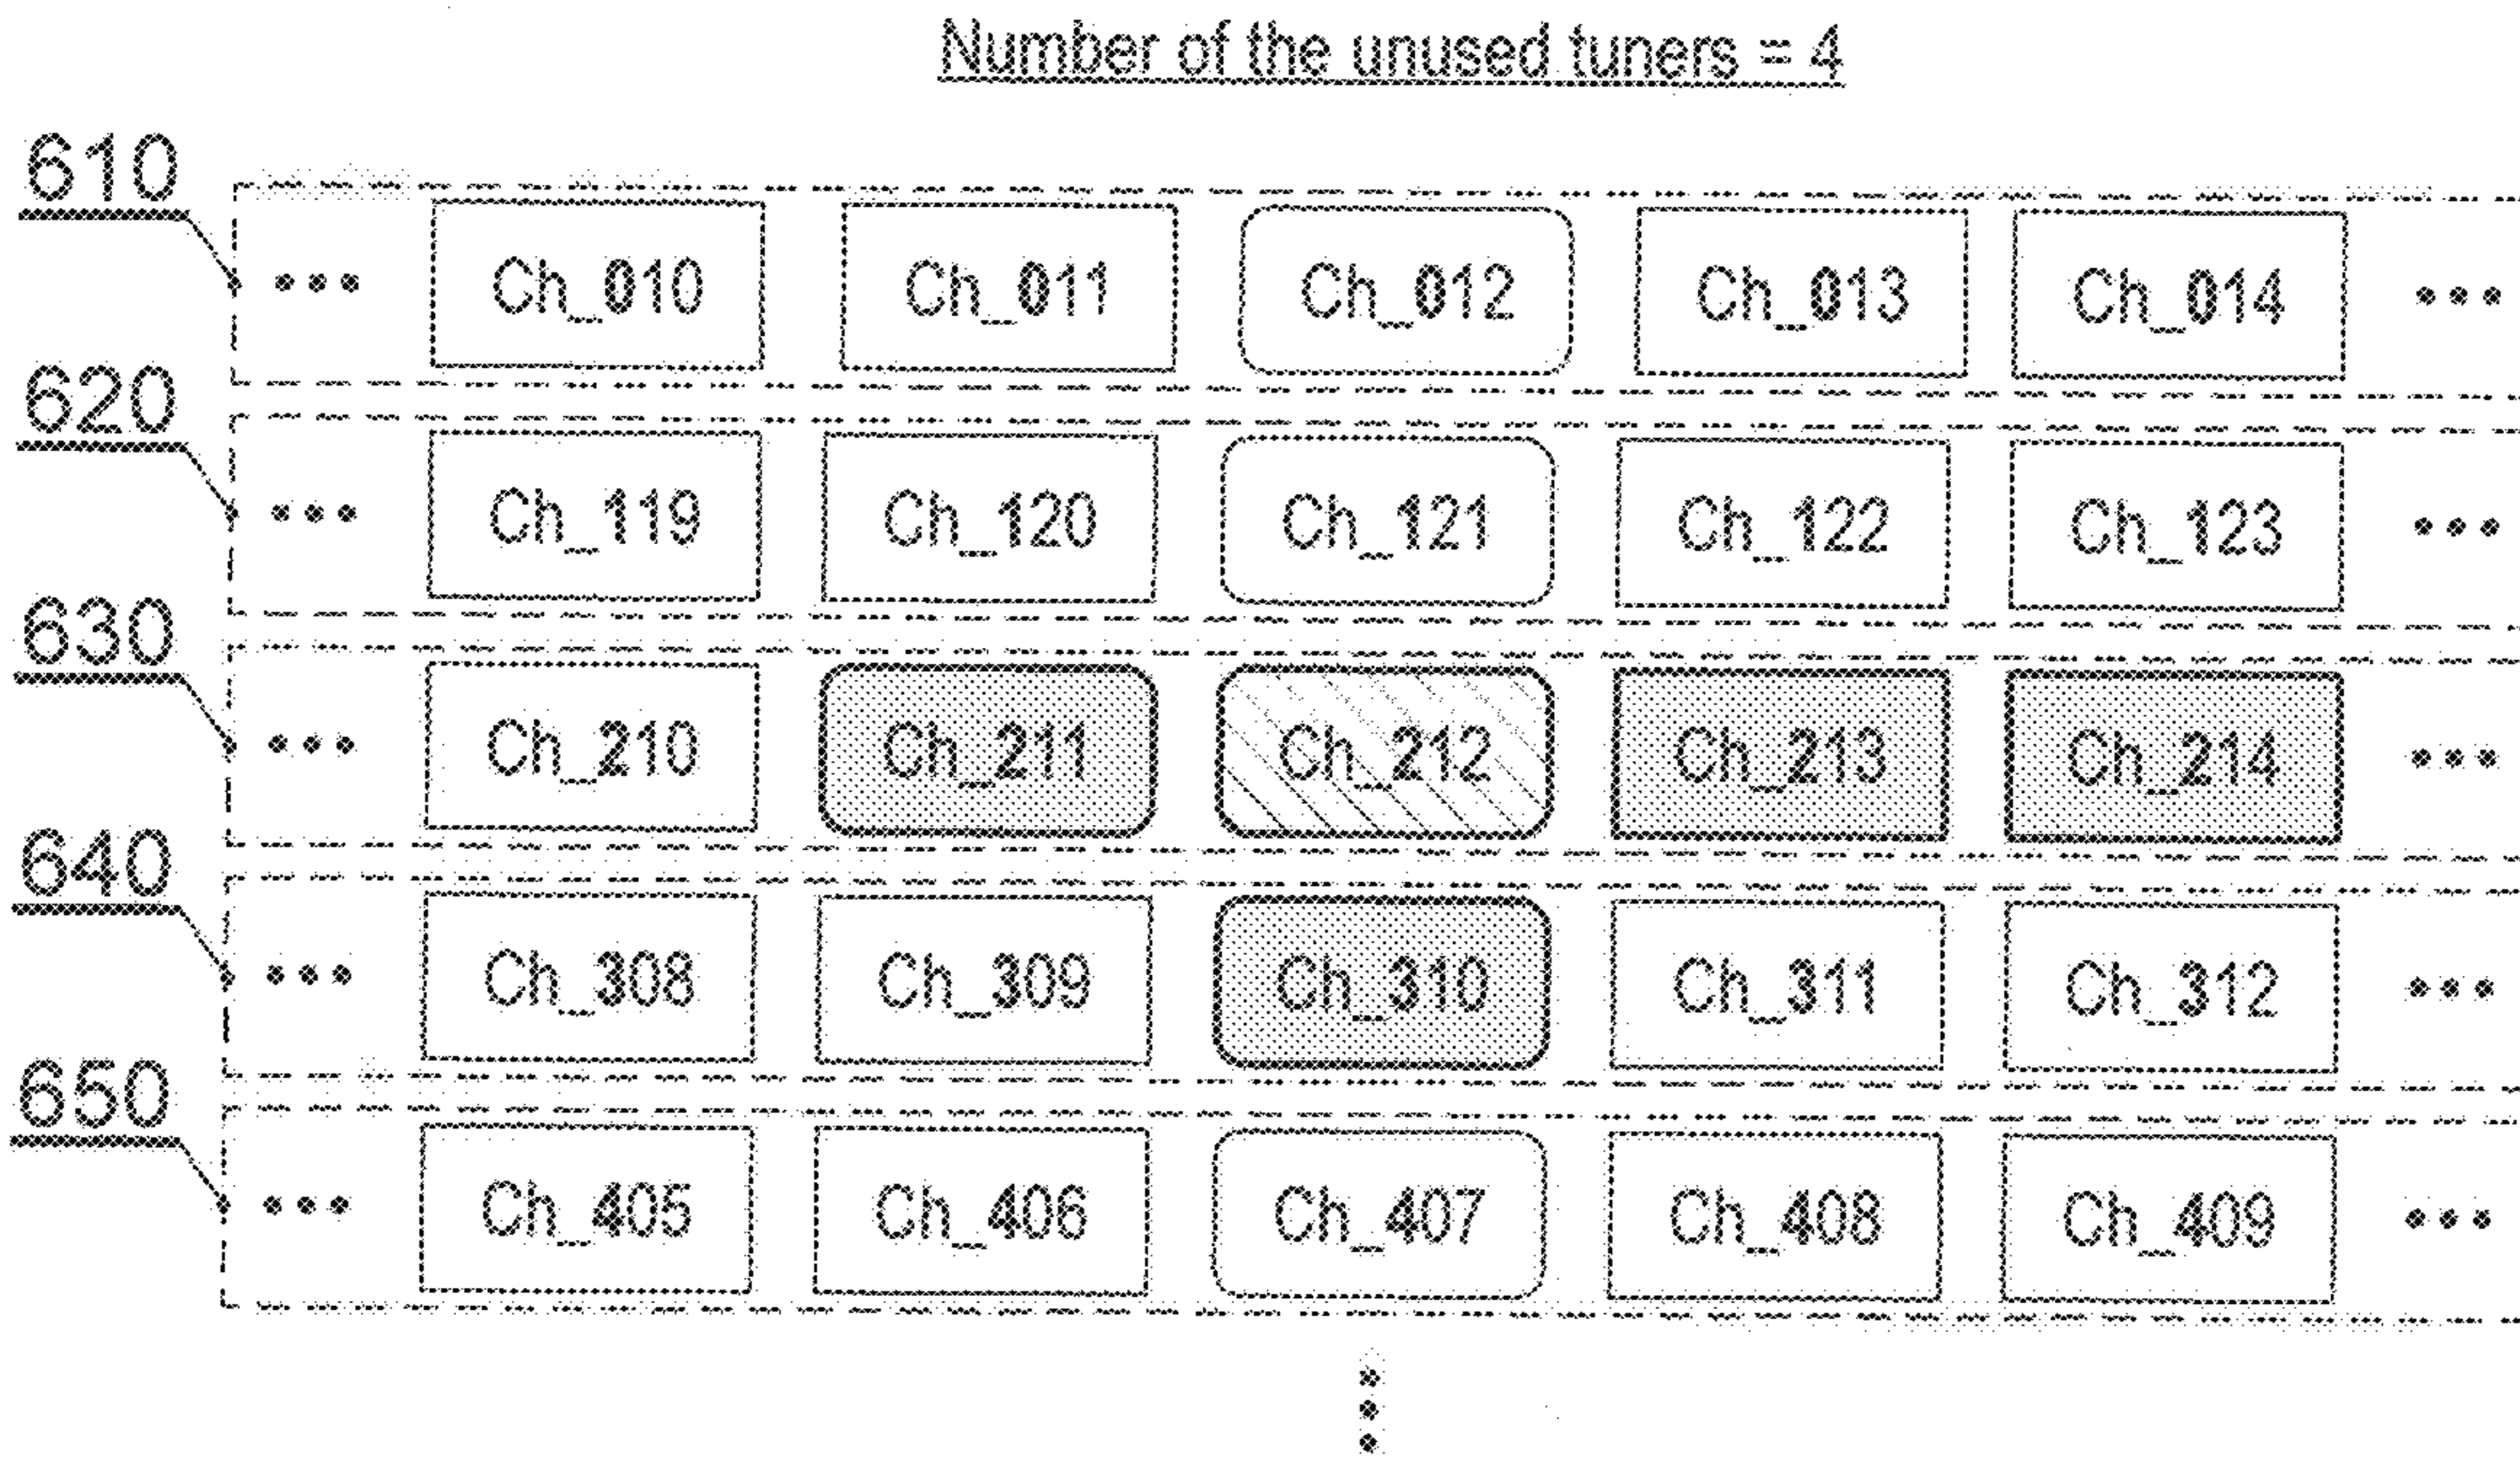 Number of the unused tuners = 4
610
... Ch_010 Ch_011 Ch_012 Ch_013 Ch_014 ...
620
... Ch_119 Ch_120 Ch_121 Ch_122 Ch_123 ...
630
... Ch_210 Ch_211 Ch_212 Ch_213 Ch_214 ...
640
... Ch_308 Ch_309 Ch_310 Ch_311 Ch_312 ...
650
... Ch_405 Ch_406 Ch_407 Ch_408 Ch_409 ...